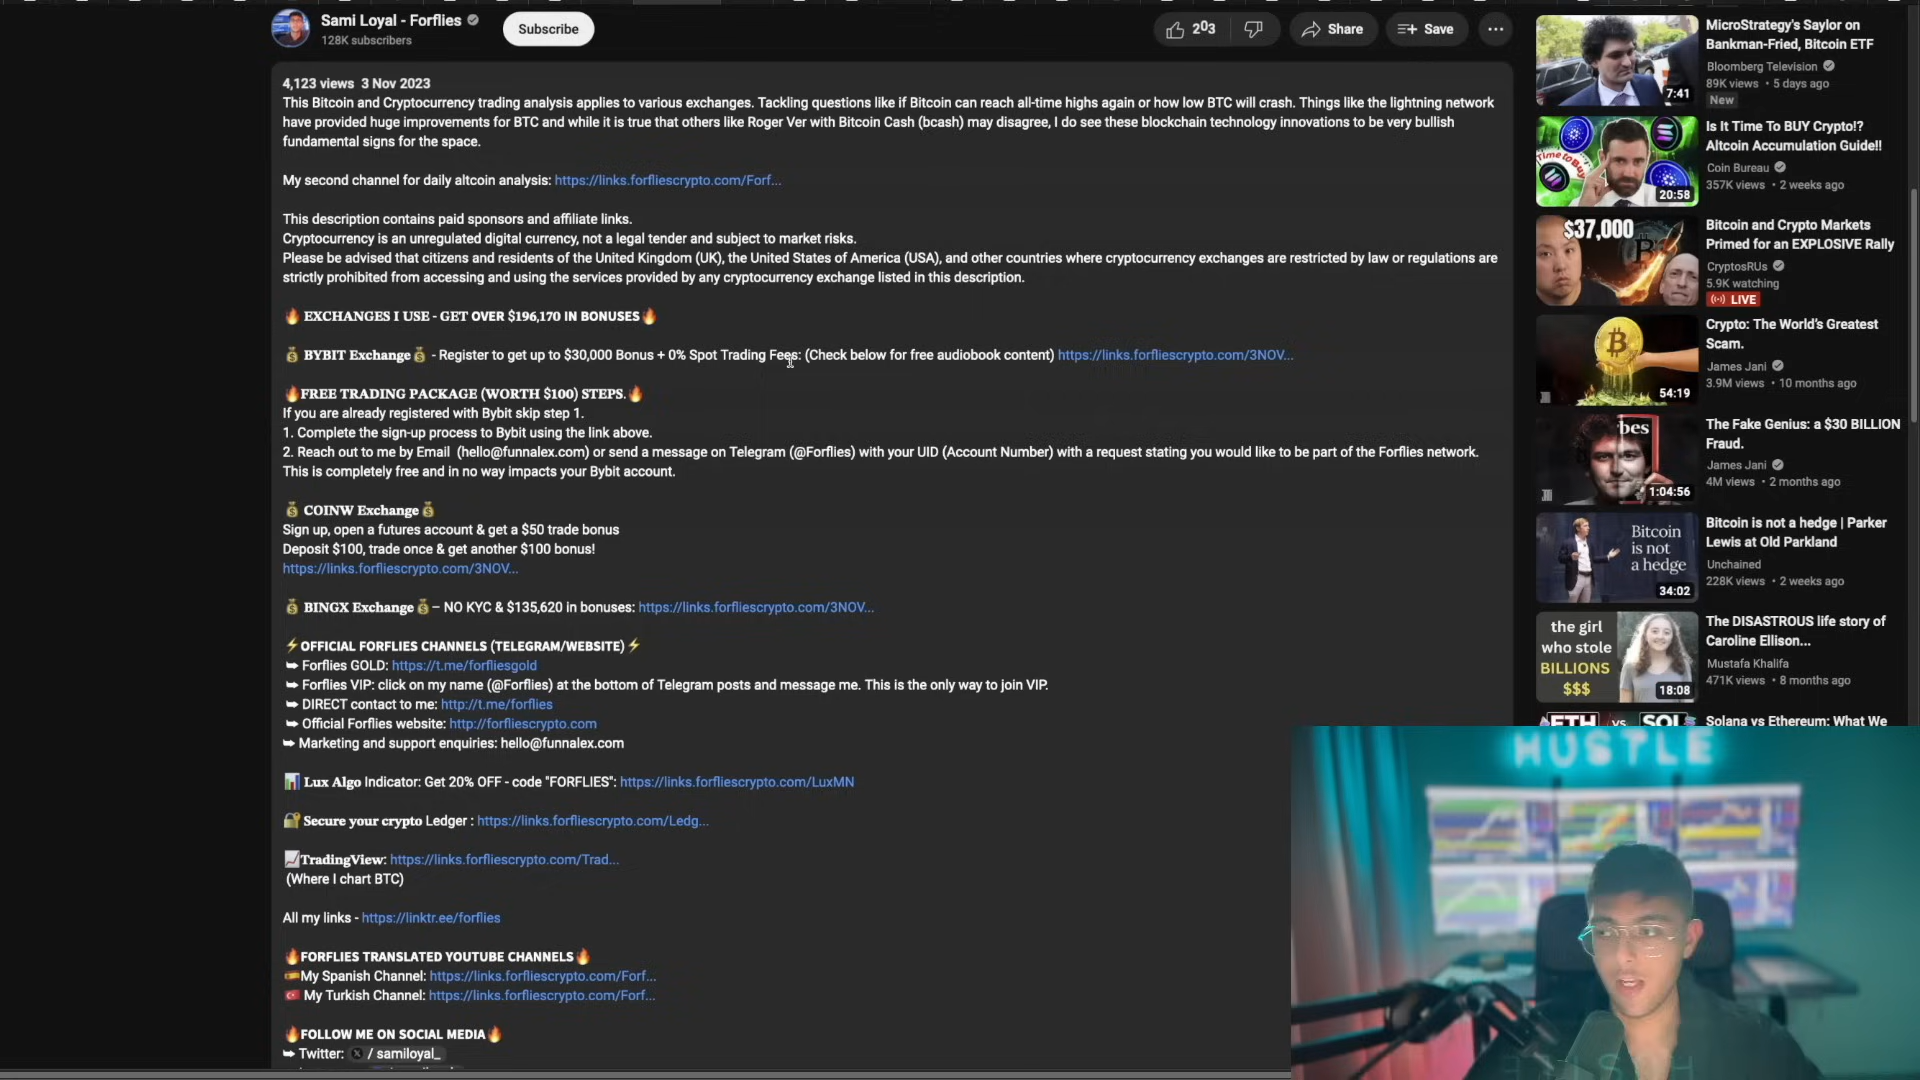 Sami Loyal - Forflies
128K subscribers
Subscribe
203
Share
Save
4,123 views 3 Nov 2023
This Bitcoin and Cryptocurrency trading analysis applies to various exchanges. Tackling questions like if Bitcoin can reach all-time highs again or how low BTC will crash. Things like the lightning network
have provided huge improvements for BTC and while it is true that others like Roger Ver with Bitcoin Cash (bcash) may disagree, I do see these blockchain technology innovations to be very bullish
fundamental signs for the space.
My second channel for daily altcoin analysis: https://links.forfliescrypto.com/Forf...
This description contains paid sponsors and affiliate links.
Cryptocurrency is an unregulated digital currency, not a legal tender and subject to market risks.
Please be advised that citizens and residents of the United Kingdom (UK), the United States of America (USA), and other countries where cryptocurrency exchanges are restricted by law or regulations are
strictly prohibited from accessing and using the services provided by any cryptocurrency exchange listed in this description.
🔥 EXCHANGES I USE - GET OVER $196,170 IN BONUSES🔥
💰 BYBIT Exchange💰 - Register to get up to $30,000 Bonus + 0% Spot Trading Fees: (Check below for free audiobook content) https://links.forfliescrypto.com/3NOV...
🔥FREE TRADING PACKAGE (WORTH $100) STEPS.🔥
If you are already registered with Bybit skip step 1.
1. Complete the sign-up process to Bybit using the link above.
2. Reach out to me by Email (hello@funnalex.com) or send a message on Telegram (@Forflies) with your UID (Account Number) with a request stating you would like to be part of the Forflies network.
This is completely free and in no way impacts your Bybit account.
💰 COINW Exchange💰
Sign up, open a futures account & get a $50 trade bonus
Deposit $100, trade once & get another $100 bonus!
https://links.forfliescrypto.com/3NOV...
💰 BINGX Exchange💰– NO KYC & $135,620 in bonuses: https://links.forfliescrypto.com/3NOV...
⚡OFFICIAL FORFLIES CHANNELS (TELEGRAM/WEBSITE)⚡
➥ Forflies GOLD: https://t.me/forfliesgold
➥ Forflies VIP: click on my name (@Forflies) at the bottom of Telegram posts and message me. This is the only way to join VIP.
➥ DIRECT contact to me: http://t.me/forflies
➥ Official Forflies website: http://forfliescrypto.com
➥ Marketing and support enquiries: hello@funnalex.com
📊 Lux Algo Indicator: Get 20% OFF - code "FORFLIES": https://links.forfliescrypto.com/LuxMN
🔐 Secure your crypto Ledger : https://links.forfliescrypto.com/Ledg...
📈TradingView: https://links.forfliescrypto.com/Trad...
(Where I chart BTC)
All my links - https://linktr.ee/forflies
🔥FORFLIES TRANSLATED YOUTUBE CHANNELS🔥
🇪🇸My Spanish Channel: https://links.forfliescrypto.com/Forf...
🇹🇷 My Turkish Channel: https://links.forfliescrypto.com/Forf...
🔥FOLLOW ME ON SOCIAL MEDIA🔥
➥ Twitter: X / samiloyal_
7:41
MicroStrategy's Saylor on
Bankman-Fried, Bitcoin ETF
Bloomberg Television
89K views • 5 days ago
New
Time to BUY
20:58
Is It Time To BUY Crypto!?
Altcoin Accumulation Guide!!
Coin Bureau
357K views • 2 weeks ago
$37,000
Bitcoin and Crypto Markets
Primed for an EXPLOSIVE Rally
CryptosRUs
5.9K watching
LIVE
54:19
Crypto: The World's Greatest
Scam.
James Jani
3.9M views • 10 months ago
bes
1:04:56
The Fake Genius: a $30 BILLION
Fraud.
James Jani
4M views • 2 months ago
Bitcoin
is not
a hedge
34:02
Bitcoin is not a hedge | Parker
Lewis at Old Parkland
Unchained
228K views • 2 weeks ago
the girl
who stole
BILLIONS
$$$
18:08
The DISASTROUS life story of
Caroline Ellison...
Mustafa Khalifa
471K views • 8 months ago
ETH VS SOL
Solana vs Ethereum: What We
HUSTLE